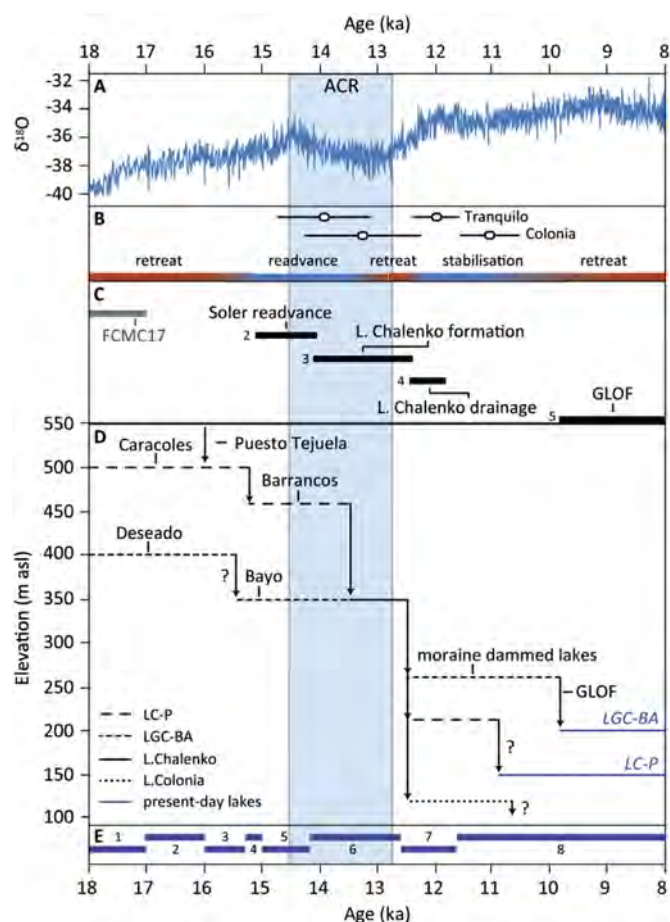 Age (ka)
18 17 16 15 14 13 12 11 10 9 8
A
ACR
δ¹⁸O
-32
-34
-36
-38
-40
B
Tranquilo
Colonia
retreat readvance retreat stabilisation retreat
C
FCMC17
Soler readvance
2
L. Chalenko formation
3
4
L. Chalenko drainage
GLOF
5
D
Elevation (m asl)
550
500
450
400
350
300
250
200
150
100
Caracoles
Puesto Tejuela
Barrancos
Deseado
?
Bayo
moraine dammed lakes
GLOF
LGC-BA
?
LC-P
?
LC-P
LGC-BA
L.Chalenko
L.Colonia
present-day lakes
E
1 3 5 7
2 4 6 8
18 17 16 15 14 13 12 11 10 9 8
Age (ka)